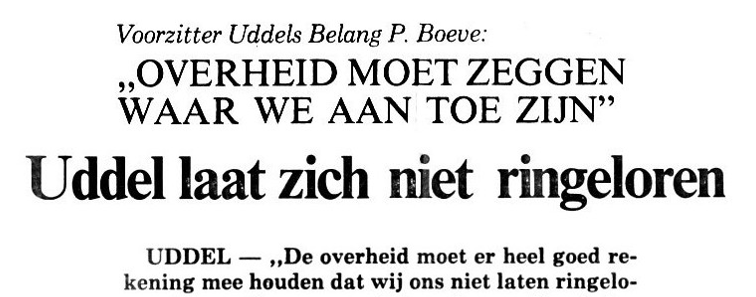 Voorzitter Uddels Belang P. Boeve:
„OVERHEID MOET ZEGGEN
WAAR WE AAN TOE ZIJN”
Uddel laat zich niet ringeloren
UDDEL — „De overheid moet er heel goed re-
kening mee houden dat wij ons niet laten ringelo-